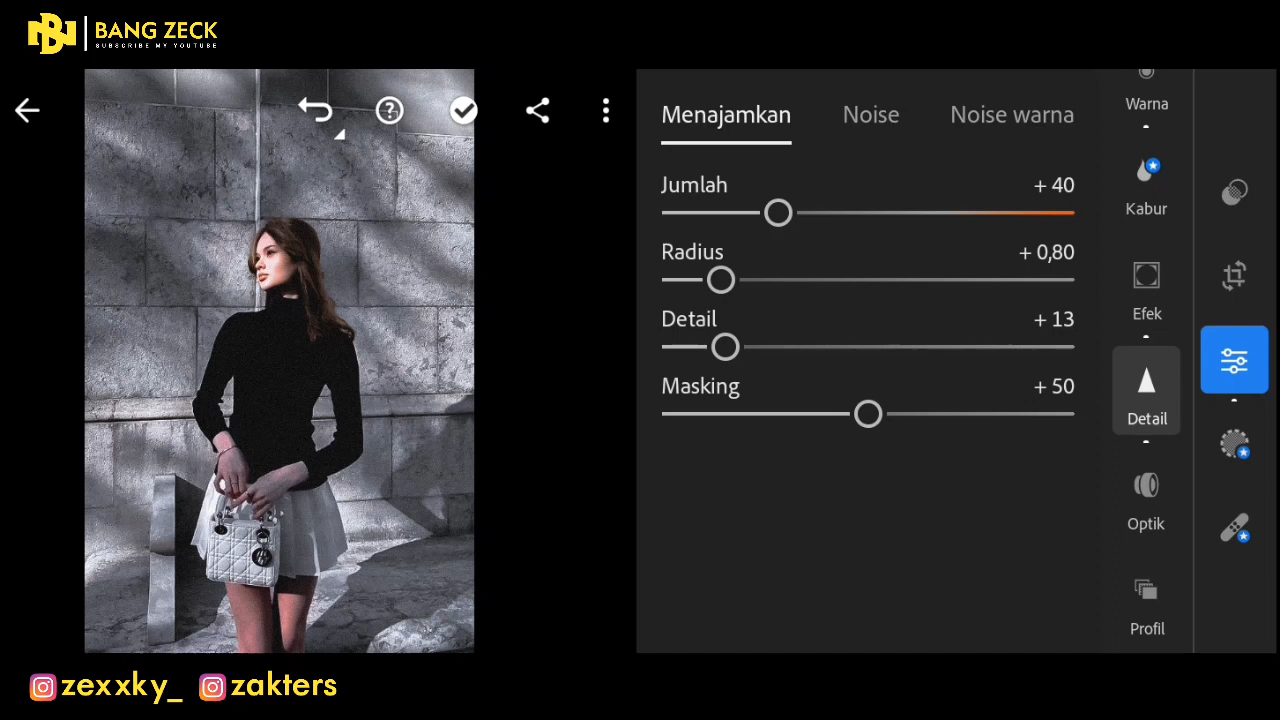 BANG ZECK
SUBSCRIBE MY YOUTUBE
Menajamkan
Noise
Noise warna
Jumlah
+ 40
Radius
+ 0,80
Detail
+ 13
Masking
+ 50
Warna
Kabur
Efek
Detail
Optik
Profil
zexxky_
zakters